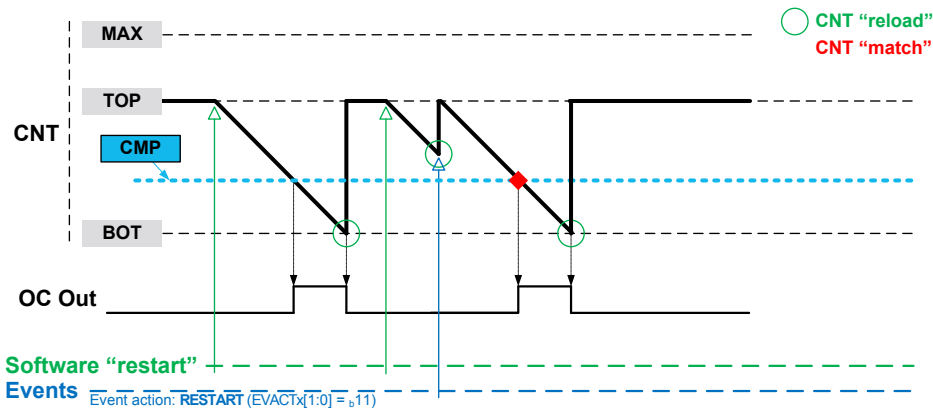 CNT “reload”
MAX
CNT “match”
TOP
CNT
CMP
BOT
OC Out
Software “restart”
Events
Event action: RESTART (EVACTx[1:0] = b11)